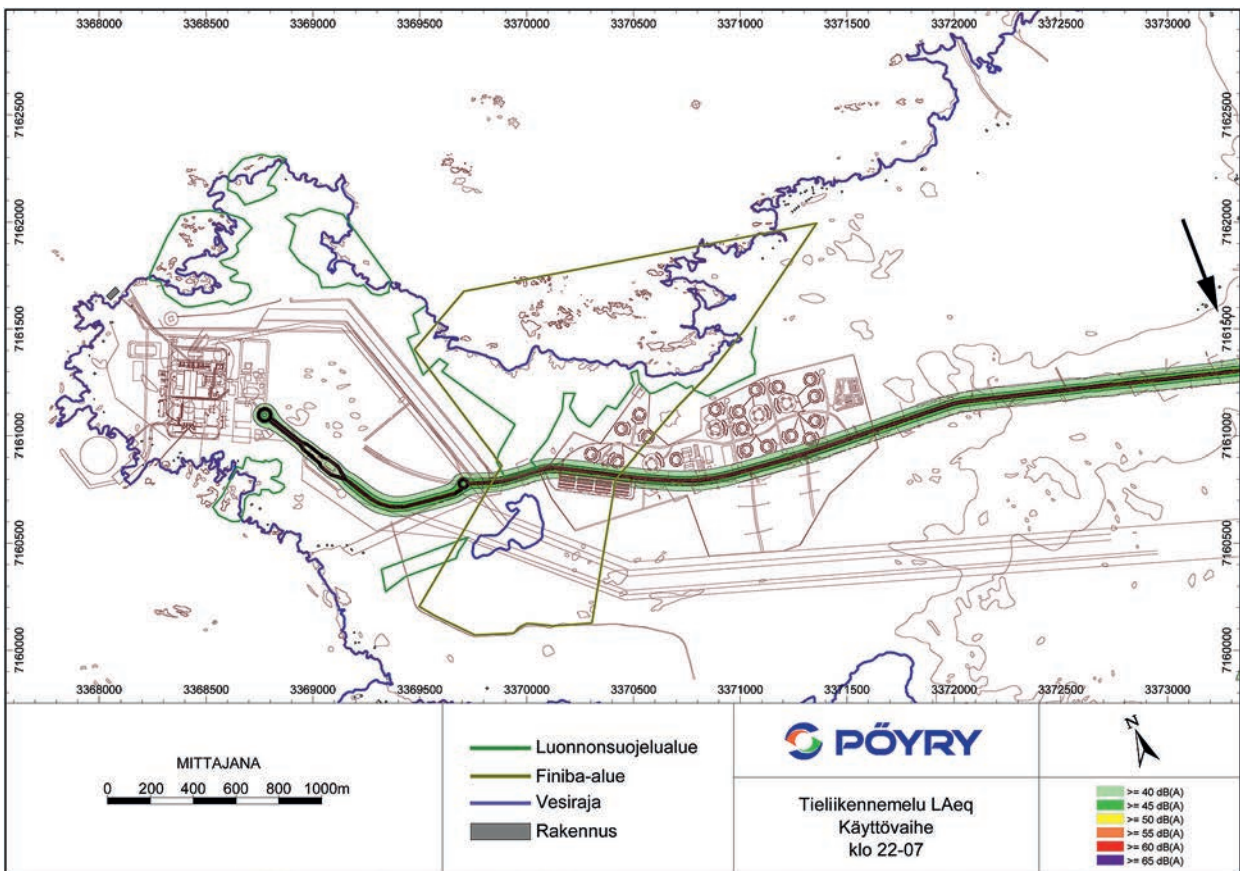 3368000 3368500 3369000 3369500 3370000 3370500 3371000 3371500 3372000 3372500 3373000
7162500 7162500
7162000 7162000
7161500 7161500
7161000 7161000
7160500 7160500
7160000 7160000
3368000 3368500 3369000 3369500 3370000 3370500 3371000 3371500 3372000 3372500 3373000
MITTAJANA
0 200 400 600 800 1000m
Luonnonsuojelualue
Finiba-alue
Vesiraja
Rakennus
PÖYRY
Tieliikennemelu LAeq
Käyttövaihe
klo 22-07
N
>= 40 dB(A)
>= 45 dB(A)
>= 50 dB(A)
>= 55 dB(A)
>= 60 dB(A)
>= 65 dB(A)